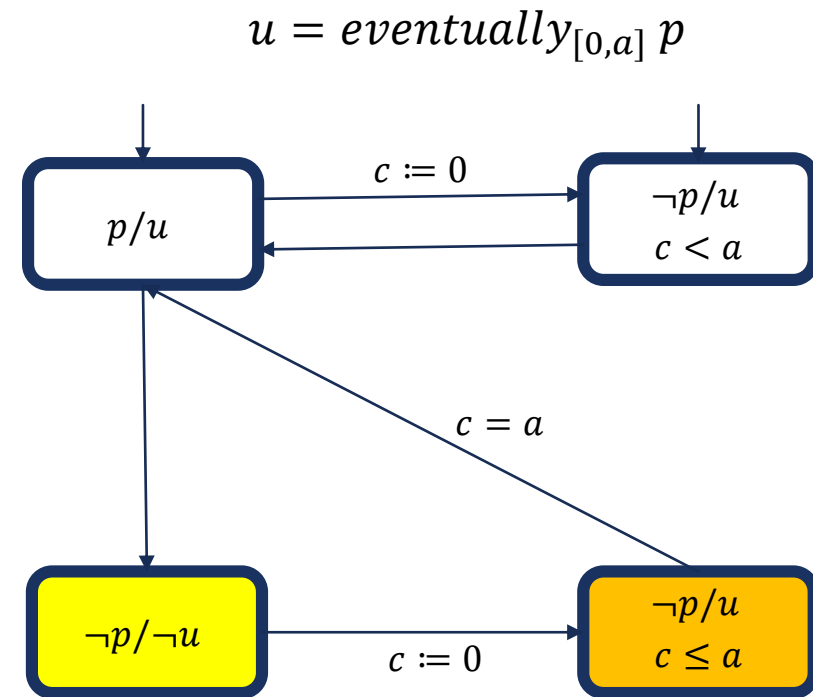 u = eventually[0,a] p
c ≔ 0
p/u
¬p/u
c < a
c = a
¬p/¬u
c ≔ 0
¬p/u
c ≤ a